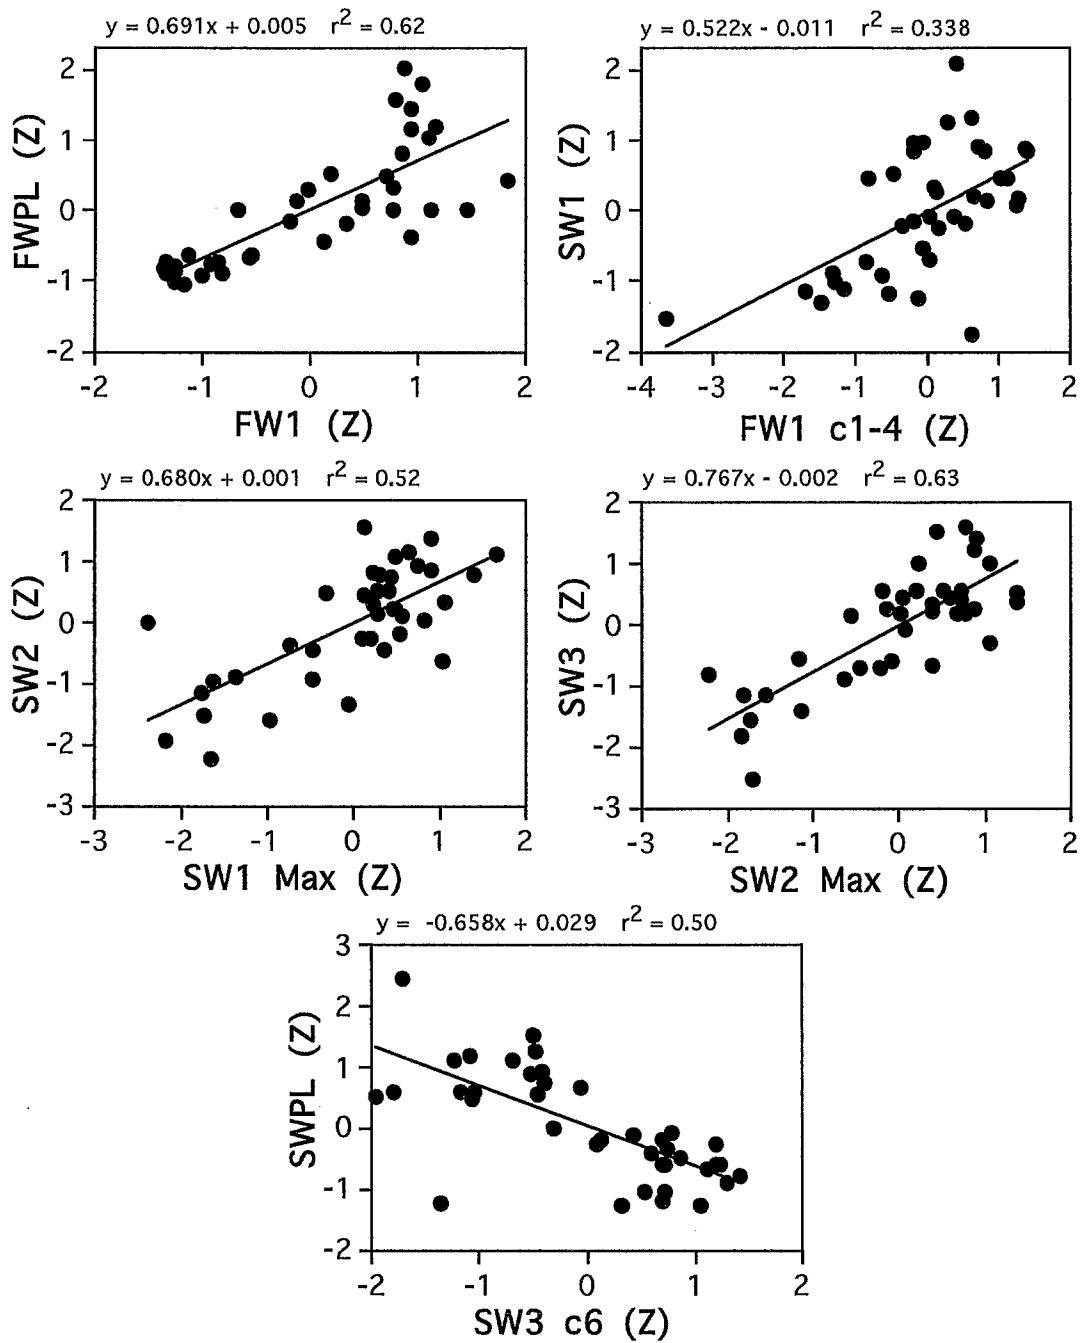 y = 0.691x + 0.005 r2 = 0.62
FWPL (Z)
2
1
0
-1
-2
-2 -1 0 1 2
FW1 (Z)
y = 0.522x - 0.011 r2 = 0.338
SW1 (Z)
2
1
0
-1
-2
-4 -3 -2 -1 0 1 2
FW1 c1-4 (Z)
y = 0.680x + 0.001 r2 = 0.52
SW2 (Z)
2
1
0
-1
-2
-3
-3 -2 -1 0 1 2
SW1 Max (Z)
y = 0.767x - 0.002 r2 = 0.63
SW3 (Z)
2
1
0
-1
-2
-3
-3 -2 -1 0 1 2
SW2 Max (Z)
y = -0.658x + 0.029 r2 = 0.50
SWPL (Z)
3
2
1
0
-1
-2
-2 -1 0 1 2
SW3 c6 (Z)